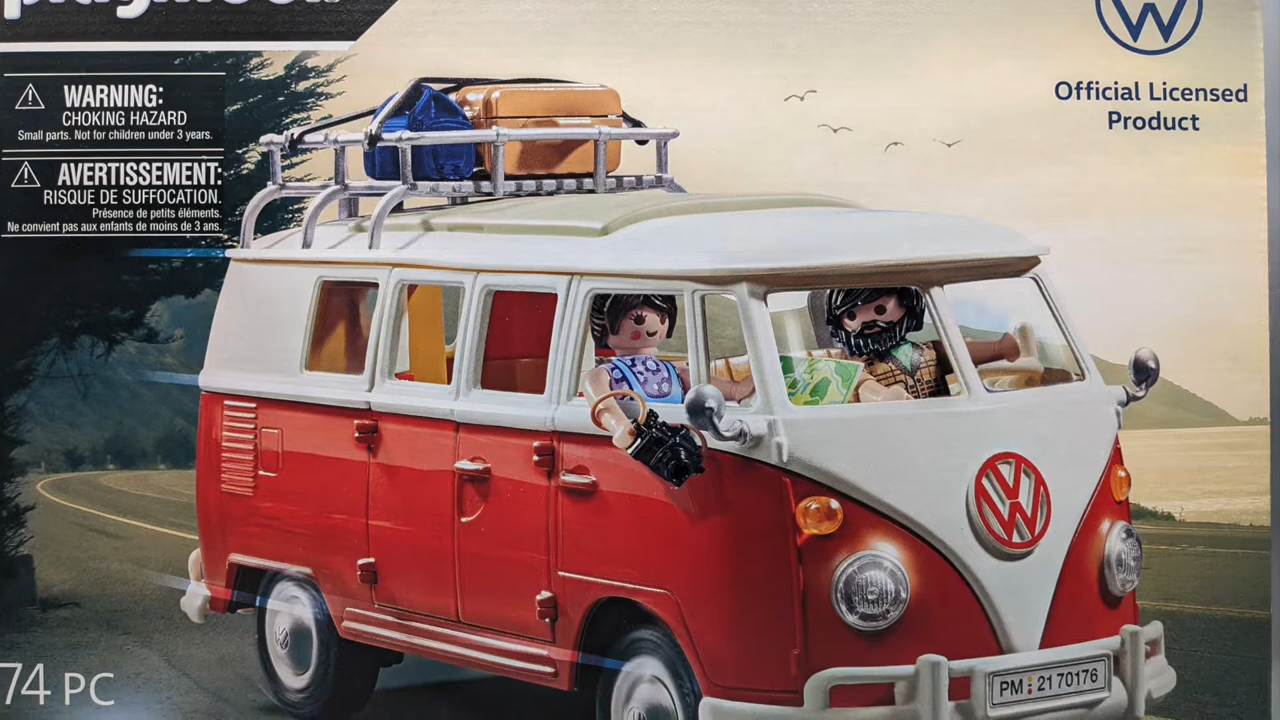 playmobil
WARNING:
CHOKING HAZARD
Small parts. Not for children under 3 years.
AVERTISSEMENT:
RISQUE DE SUFFOCATION.
Présence de petits éléments.
Ne convient pas aux enfants de moins de 3 ans.
Official Licensed
Product
74 PC
PM 21 70176